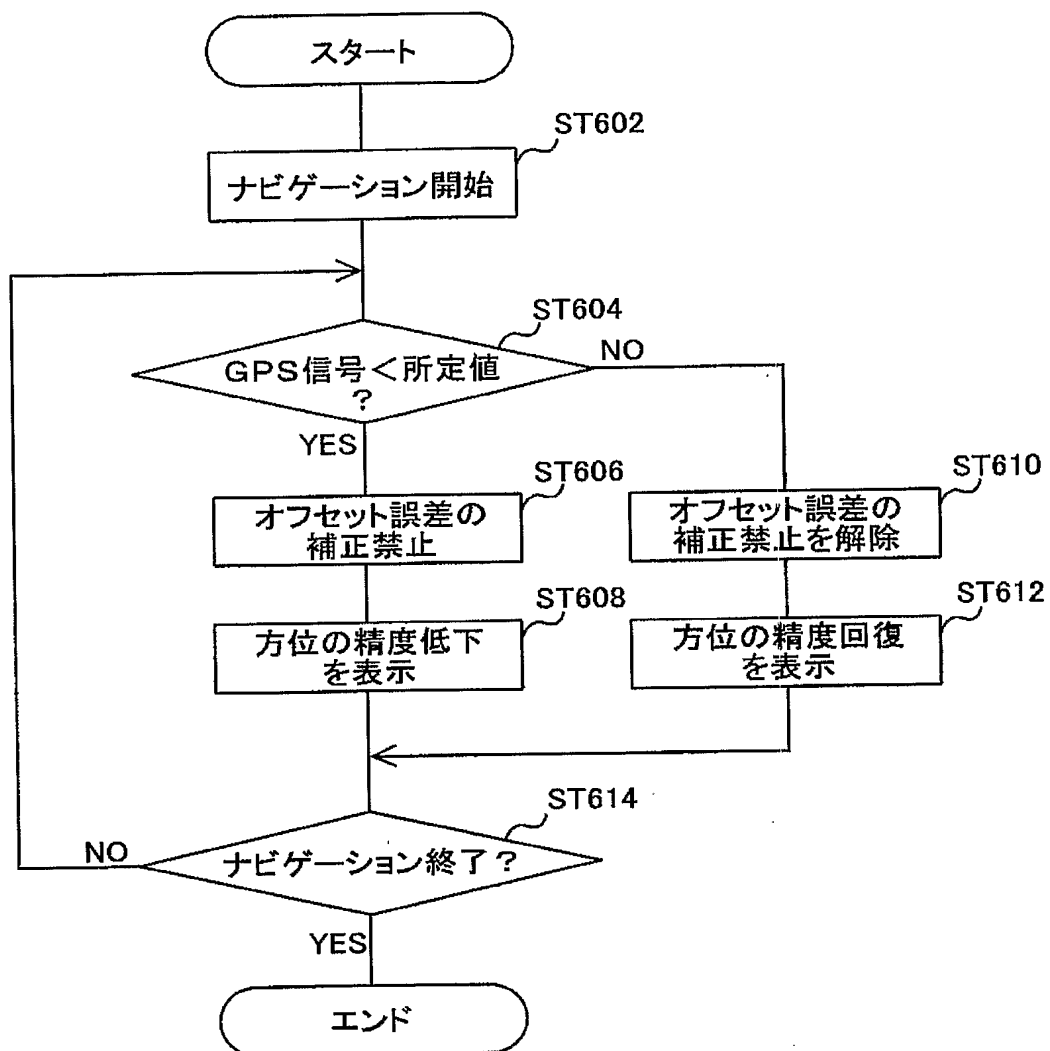 スタート
ST602
ナビゲーション開始
ST604
GPS信号<所定値
?
NO
YES
ST606
オフセット誤差の
補正禁止
ST610
オフセット誤差の
補正禁止を解除
ST608
方位の精度低下
を表示
ST612
方位の精度回復
を表示
ST614
ナビゲーション終了?
NO
YES
エンド